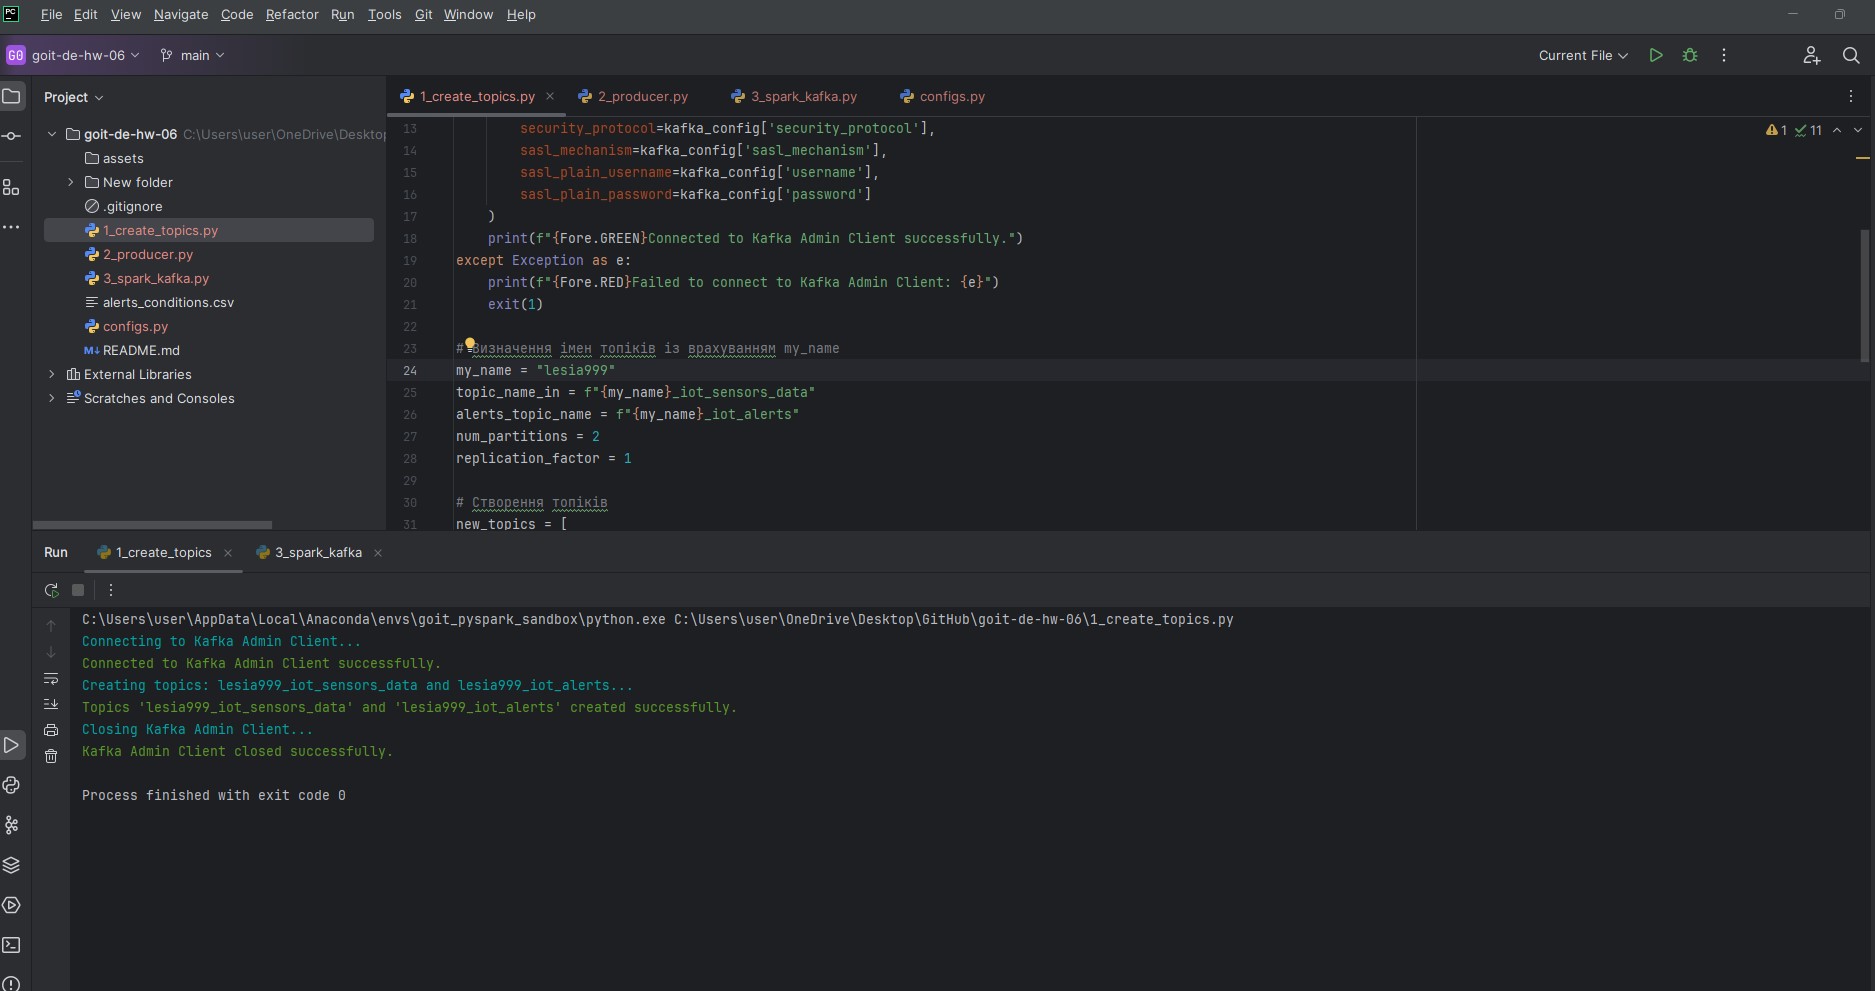 PC
File Edit View Navigate Code Refactor Run Tools Git Window Help
GO goit-de-hw-06 main Current File
Project
goit-de-hw-06 C:\Users\user\OneDrive\Desktop
assets
New folder
.gitignore
1_create_topics.py
2_producer.py
3_spark_kafka.py
alerts_conditions.csv
configs.py
M↓ README.md
External Libraries
Scratches and Consoles
1_create_topics.py 2_producer.py 3_spark_kafka.py configs.py
1 11
13 security_protocol=kafka_config['security_protocol'],
14 sasl_mechanism=kafka_config['sasl_mechanism'],
15 sasl_plain_username=kafka_config['username'],
16 sasl_plain_password=kafka_config['password']
17 )
18 print(f"{Fore.GREEN}Connected to Kafka Admin Client successfully.")
19 except Exception as e:
20 print(f"{Fore.RED}Failed to connect to Kafka Admin Client: {e}")
21 exit(1)
22
23 # Визначення імен топіків із врахуванням my_name
24 my_name = "lesia999"
25 topic_name_in = f"{my_name}_iot_sensors_data"
26 alerts_topic_name = f"{my_name}_iot_alerts"
27 num_partitions = 2
28 replication_factor = 1
29
30 # Створення топіків
31 new_topics = [
Run 1_create_topics 3_spark_kafka
C:\Users\user\AppData\Local\Anaconda\envs\goit_pyspark_sandbox\python.exe C:\Users\user\OneDrive\Desktop\GitHub\goit-de-hw-06\1_create_topics.py
Connecting to Kafka Admin Client...
Connected to Kafka Admin Client successfully.
Creating topics: lesia999_iot_sensors_data and lesia999_iot_alerts...
Topics 'lesia999_iot_sensors_data' and 'lesia999_iot_alerts' created successfully.
Closing Kafka Admin Client...
Kafka Admin Client closed successfully.
Process finished with exit code 0